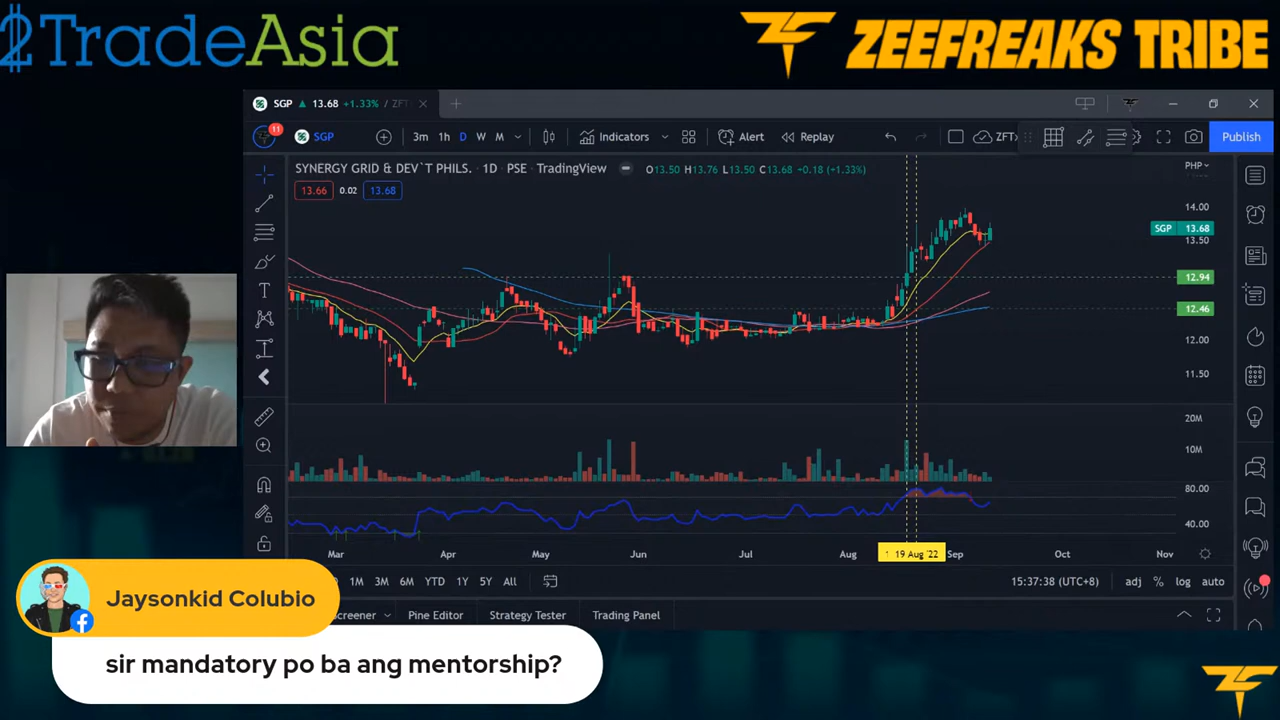 2TradeAsia
ZEEFREAKS TRIBE
SGP 13.68 +1.33% / ZFT
11
SGP
3m 1h D W M
Indicators
Alert
Replay
ZFT
Publish
SYNERGY GRID & DEV`T PHILS. · 1D · PSE · TradingView
O13.50 H13.76 L13.50 C13.68 +0.18 (+1.33%)
PHP
13.66 0.02 13.68
14.00
SGP 13.68
13.50
12.94
12.46
12.00
11.50
20M
10M
80.00
40.00
Mar Apr May Jun Jul Aug 19 Aug '22 Sep Oct Nov
1M 3M 6M YTD 1Y 5Y All
15:37:38 (UTC+8) adj % log auto
creener Pine Editor Strategy Tester Trading Panel
Jaysonkid Colubio
sir mandatory po ba ang mentorship?